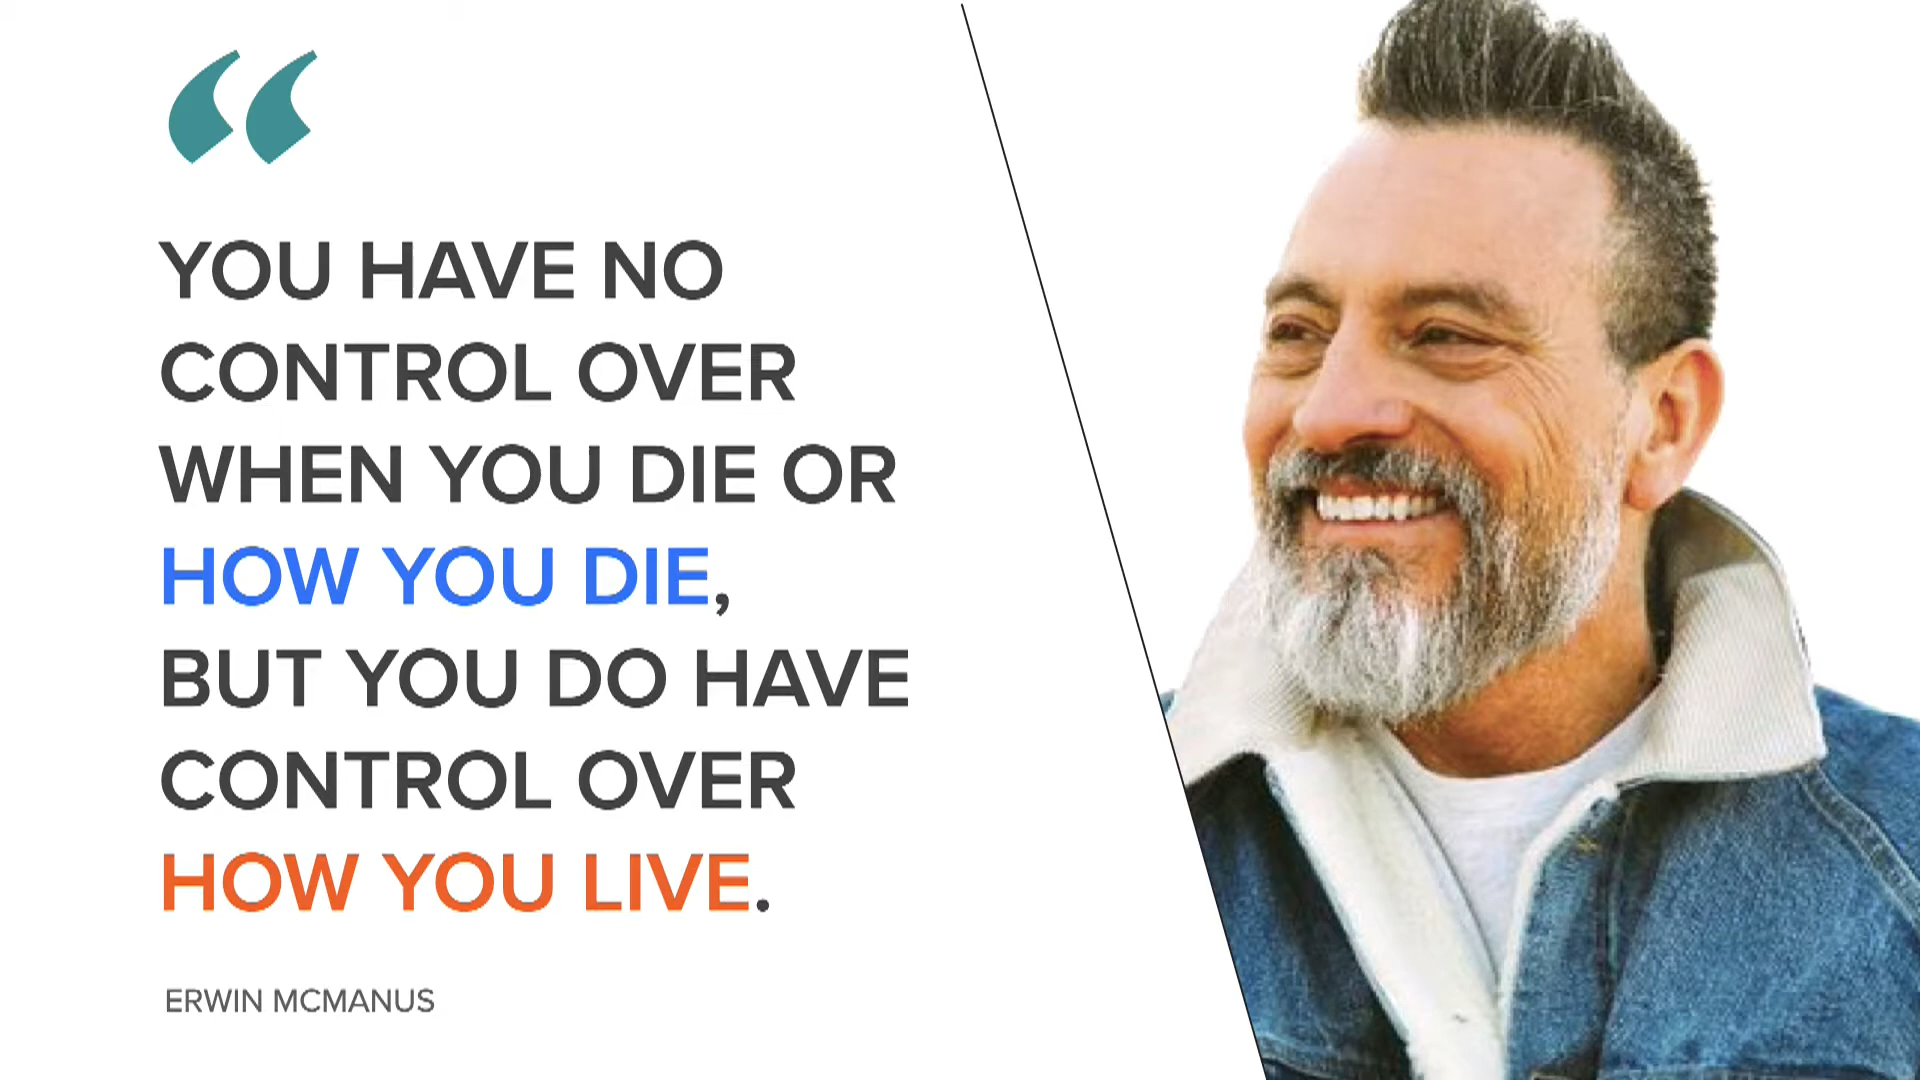 “
YOU HAVE NO
CONTROL OVER
WHEN YOU DIE OR
HOW YOU DIE,
BUT YOU DO HAVE
CONTROL OVER
HOW YOU LIVE.
ERWIN MCMANUS